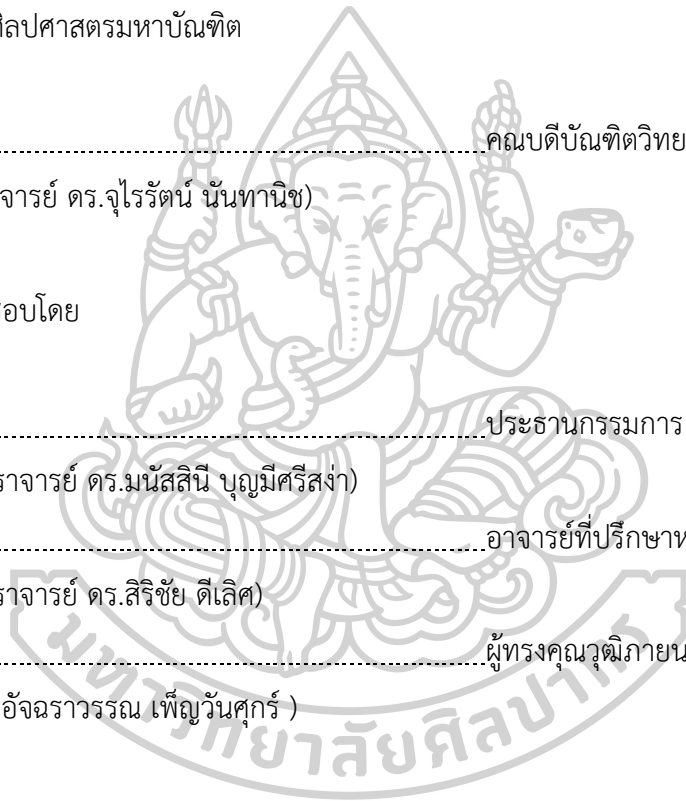 ศิลปศาสตรมหาบัณฑิต
คณบดีบัณฑิตวิทย
จารย์ ดร.จุไรรัตน์ นันทานิช)
สอบโดย
ประธานกรรมการ
ราจารย์ ดร.มนัสสินี บุญมีศรีสง่า)
อาจารย์ที่ปรึกษาห
ราจารย์ ดร.สิริชัย ดีเลิศ)
ผู้ทรงคุณวุฒิภายน
อัจฉราวรรณ เพ็ญวันศุกร์ )
มหาวิทยาลัยศิลปากร